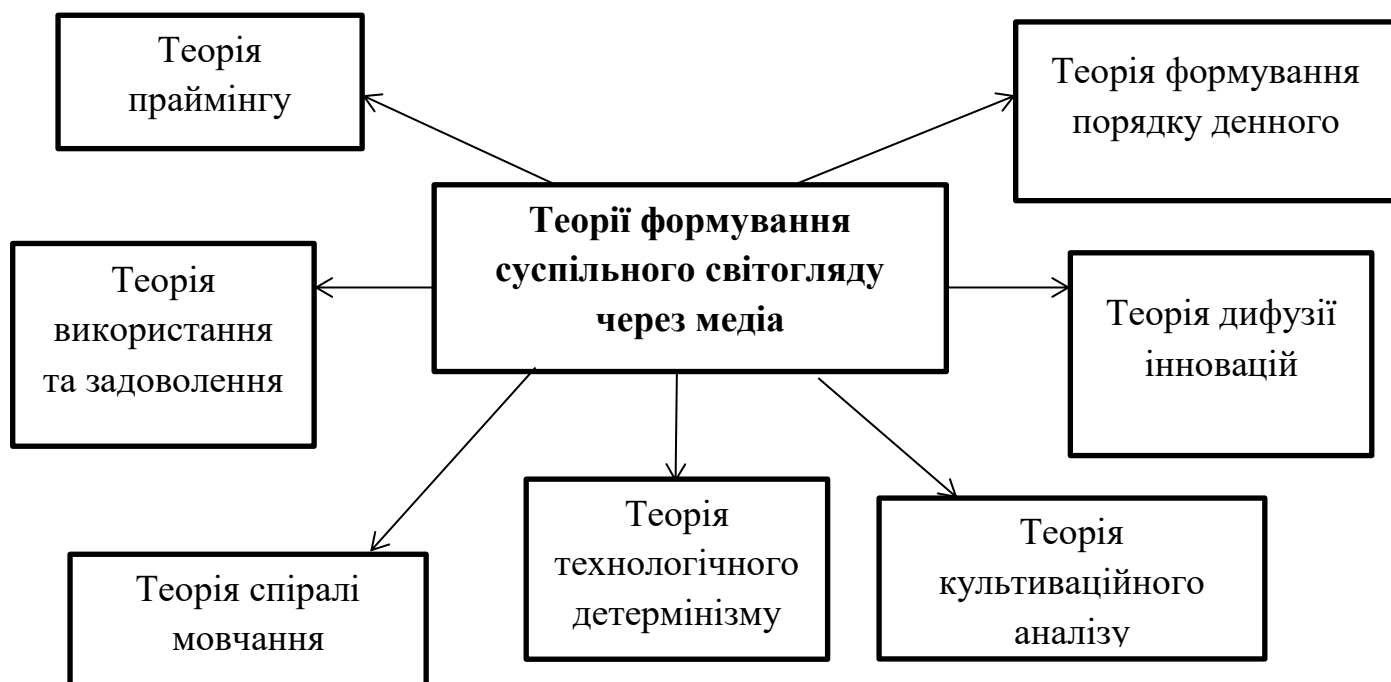 Теорія
праймінгу
Теорія формування
порядку денного
Теорії формування
суспільного світогляду
через медіа
Теорія
використання
та задоволення
Теорія дифузії
інновацій
Теорія спіралі
мовчання
Теорія
технологічного
детермінізму
Теорія
культиваційного
аналізу